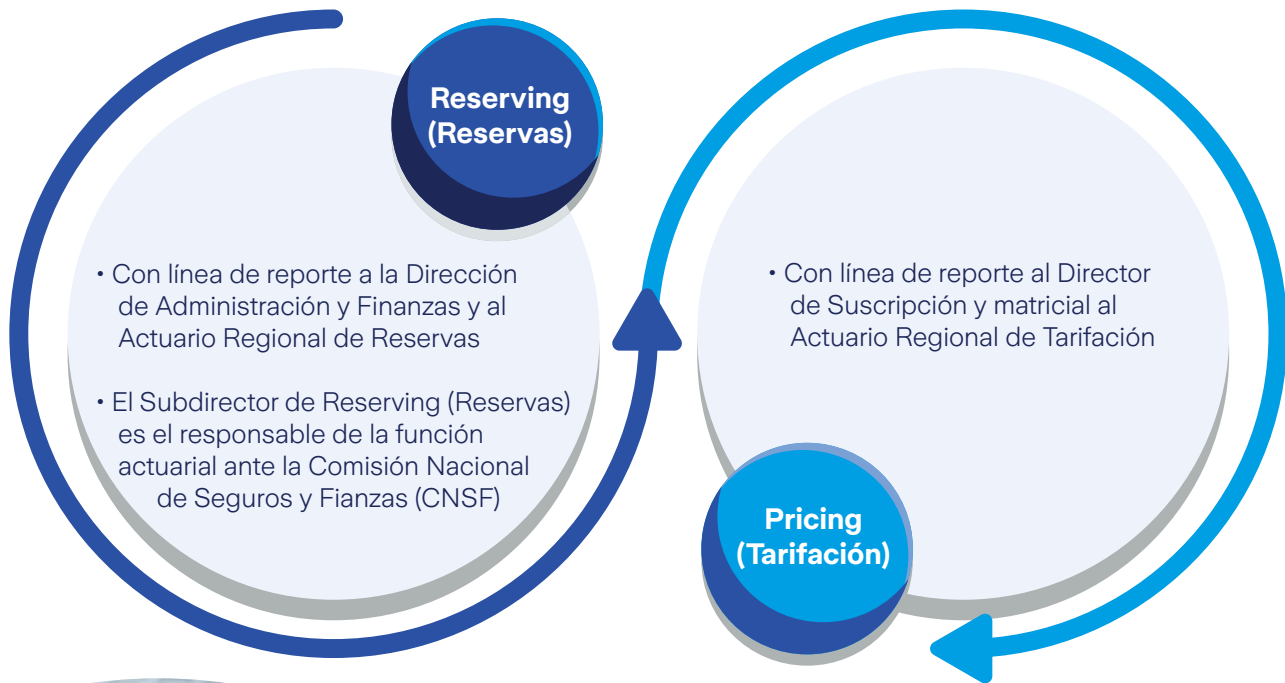 Reserving
(Reservas)
• Con línea de reporte a la Dirección
de Administración y Finanzas y al
Actuario Regional de Reservas
• El Subdirector de Reserving (Reservas)
es el responsable de la función
actuarial ante la Comisión Nacional
de Seguros y Fianzas (CNSF)
• Con línea de reporte al Director
de Suscripción y matricial al
Actuario Regional de Tarifación
Pricing
(Tarifación)